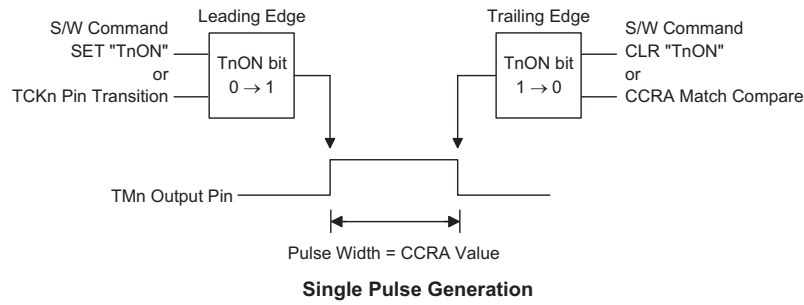 Leading Edge
S/W Command
SET "TnON"
or
TCKn Pin Transition
TnON bit
0 → 1
Trailing Edge
TnON bit
1 → 0
S/W Command
CLR "TnON"
or
CCRA Match Compare
TMn Output Pin
Pulse Width = CCRA Value
Single Pulse Generation